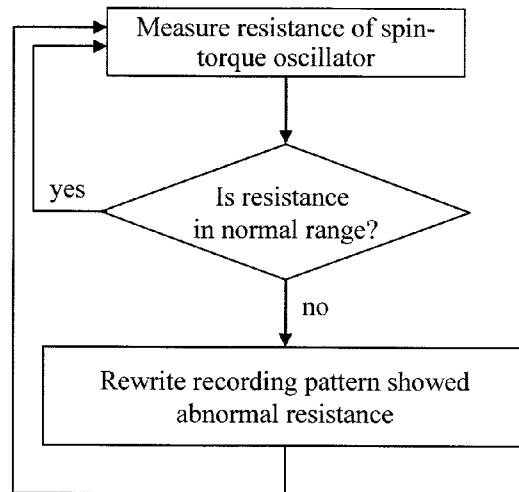 Measure resistance of spin-
torque oscillator
yes
Is resistance
in normal range?
no
Rewrite recording pattern showed
abnormal resistance